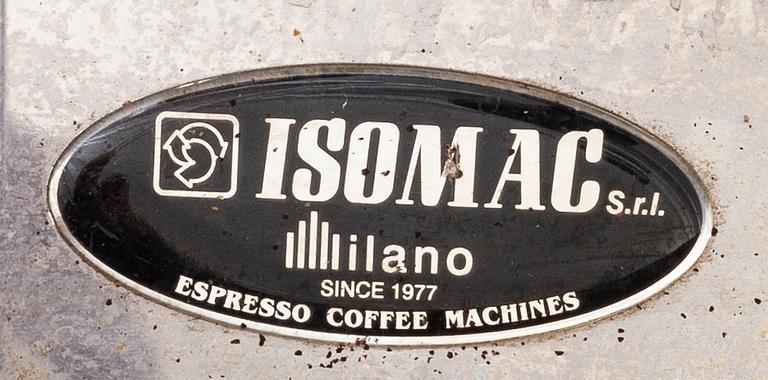 ISOMAC s.r.l.
Milano
SINCE 1977
ESPRESSO COFFEE MACHINES